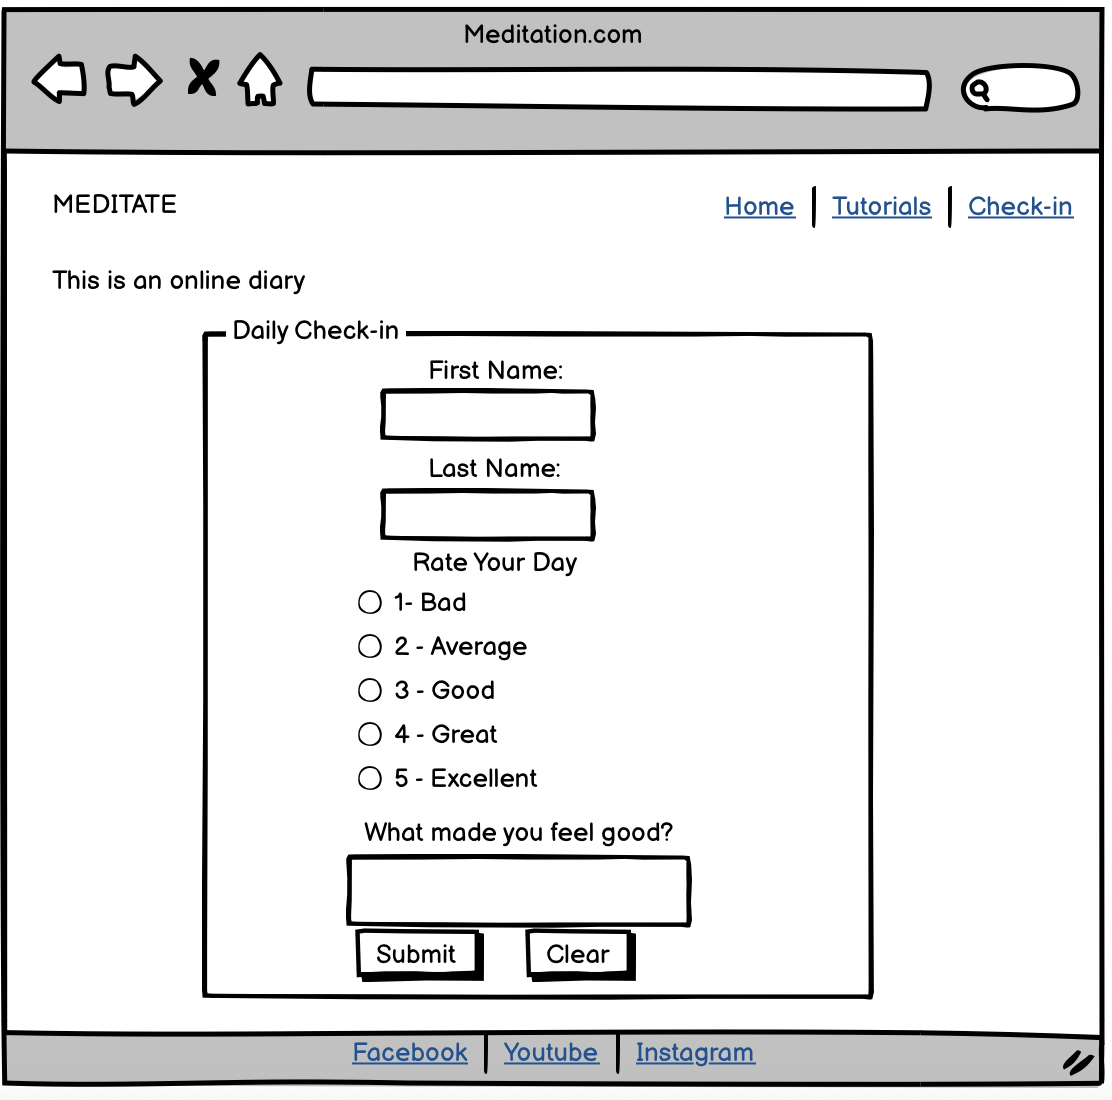 Meditation.com
MEDITATE
Home | Tutorials | Check-in
This is an online diary
Daily Check-in
First Name:
Last Name:
Rate Your Day
1- Bad
2 - Average
3 - Good
4 - Great
5 - Excellent
What made you feel good?
Submit
Clear
Facebook | Youtube | Instagram